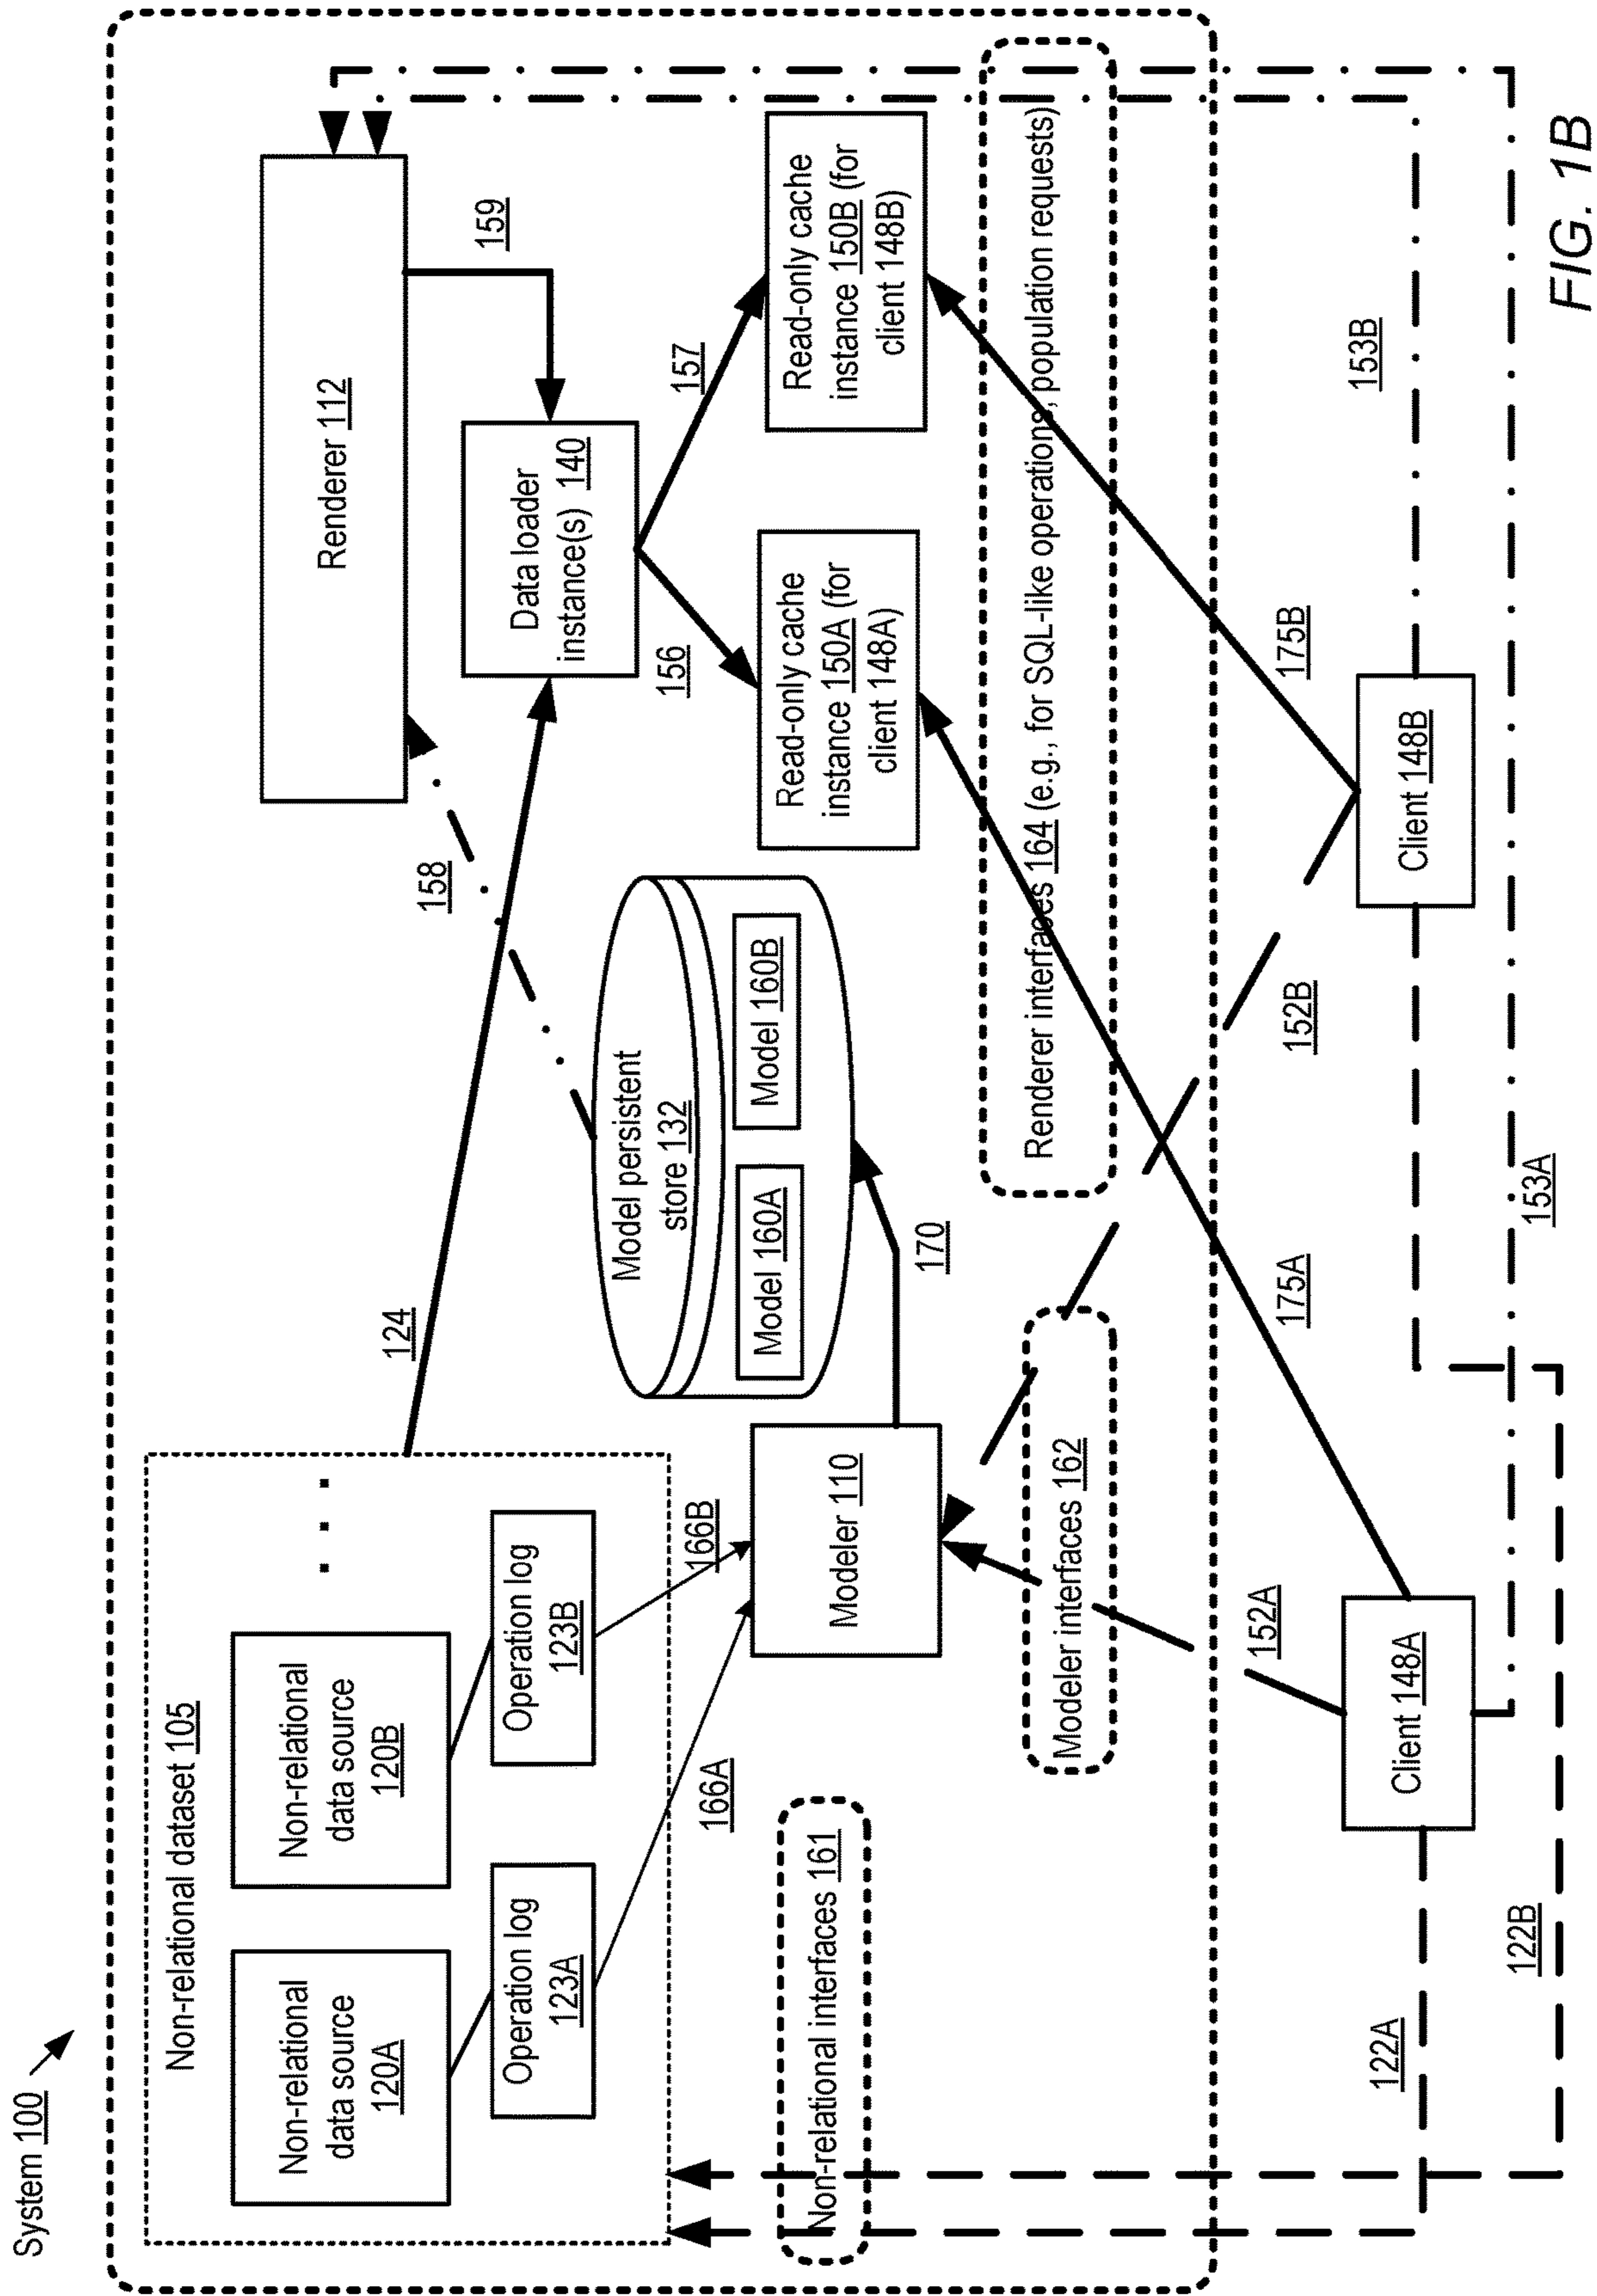 System 100
Non-relational dataset 105
Non-relational
data source
120A
Non-relational
data source
120B
. . .
Operation log
123A
Operation log
123B
124
158
Renderer 112
159
Data loader
instance(s) 140
166A
166B
Model persistent
store 132
Model 160A
Model 160B
156
157
Modeler 110
170
Read-only cache
instance 150A (for
client 148A)
Read-only cache
instance 150B (for
client 148B)
Non-relational interfaces 161
Modeler interfaces 162
Renderer interfaces 164 (e.g., for SQL-like operations, population requests)
152A
175A
152B
175B
153B
122A
Client 148A
Client 148B
122B
153A
FIG. 1B